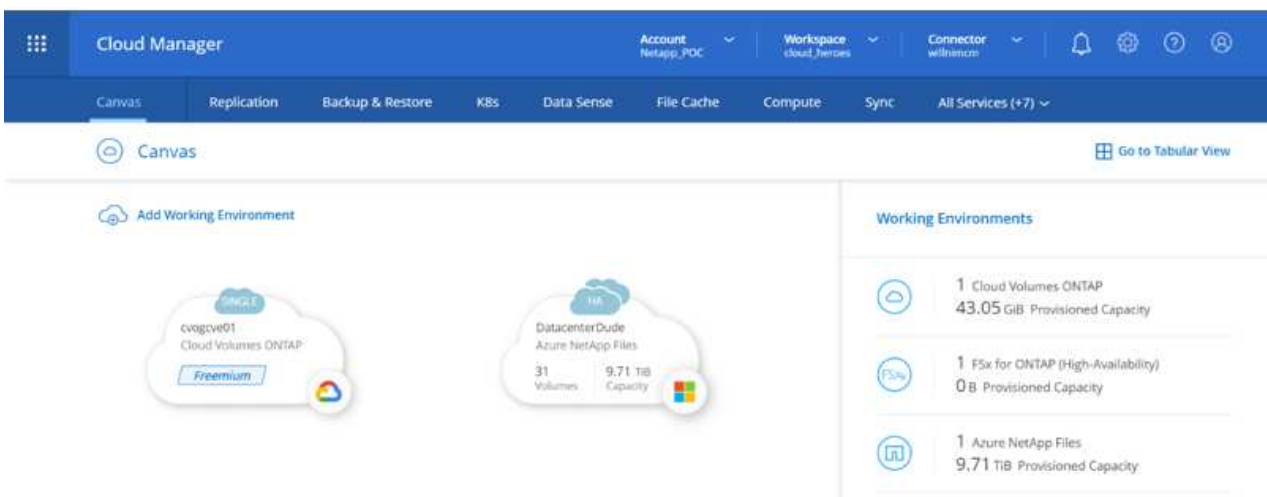 Cloud Manager
Account
Netapp_POC
Workspace
cloud_heroes
Connector
willnimcm
Canvas Replication Backup & Restore K8s Data Sense File Cache Compute Sync All Services (+7)
Canvas
Go to Tabular View
Add Working Environment
SINGLE
cvogcve01
Cloud Volumes ONTAP
Freemium
HA
DatacenterDude
Azure NetApp Files
31 9.71 TiB
Volumes Capacity
Working Environments
1 Cloud Volumes ONTAP
43.05 GiB Provisioned Capacity
FSx
1 FSx for ONTAP (High-Availability)
0 B Provisioned Capacity
1 Azure NetApp Files
9.71 TiB Provisioned Capacity